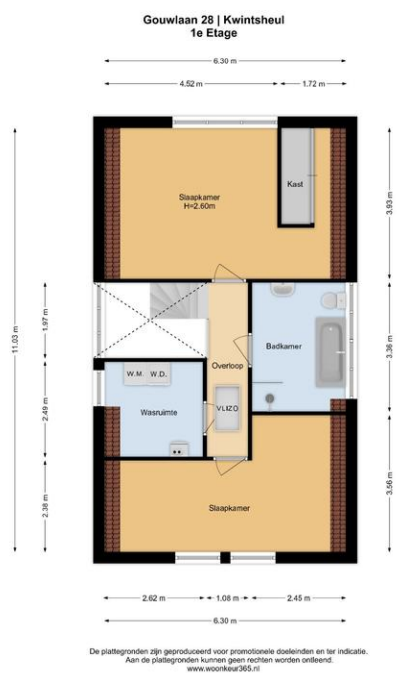 Gouwlaan 28 | Kwintsheul
1e Etage
6.30 m
4.52 m
1.72 m
Slaapkamer
H=2.60m
Kast
11.03 m
3.93 m
1.97 m
3.36 m
Badkamer
Overloop
W.M.
W.D.
2.49 m
Wasruimte
VLIZO
2.38 m
3.56 m
Slaapkamer
2.62 m
1.08 m
2.45 m
6.30 m
De plattegronden zijn geproduceerd voor promotionele doeleinden en ter indicatie.
Aan de plattegronden kunnen geen rechten worden ontleend.
www.woonkeur365.nl